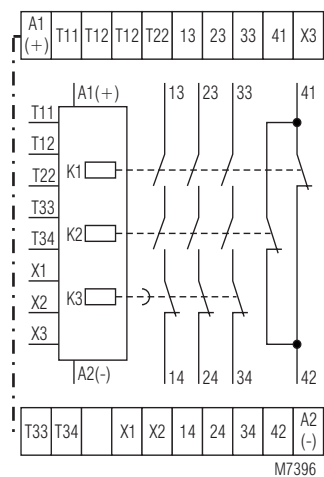 A1 (+) T11 T12 T12 T22 13 23 33 41 X3
A1(+) 13 23 33 41
T11
T12
T22
K1
T33
T34
K2
X1
X2
K3
X3
A2(-) 14 24 34 42
T33 T34 X1 X2 14 24 34 42 A2 (-)
M7396